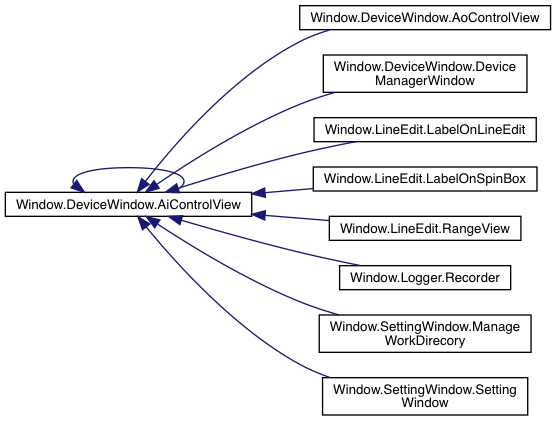 Window.DeviceWindow.AoControlView
Window.DeviceWindow.Device
ManagerWindow
Window.LineEdit.LabelOnLineEdit
Window.LineEdit.LabelOnSpinBox
Window.DeviceWindow.AiControlView
Window.LineEdit.RangeView
Window.Logger.Recorder
Window.SettingWindow.Manage
WorkDirecory
Window.SettingWindow.Setting
Window